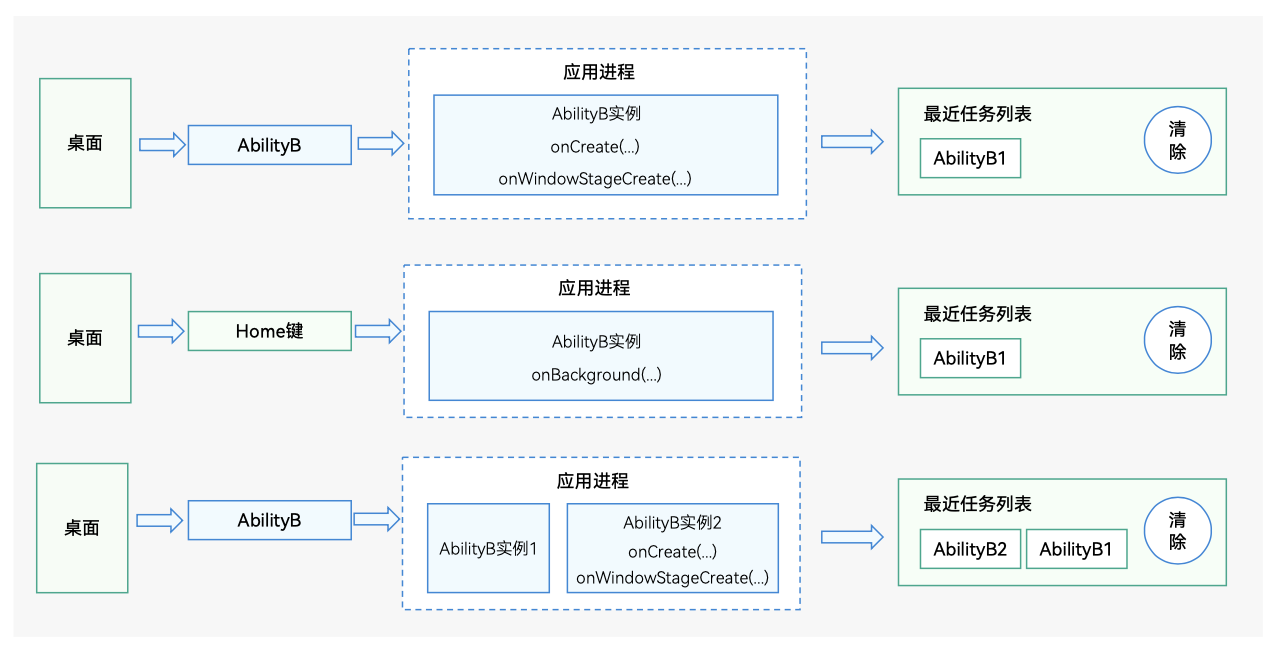 桌面
AbilityB
应用进程
AbilityB实例
onCreate(...)
onWindowStageCreate(...)
最近任务列表
AbilityB1
清
除
桌面
Home键
应用进程
AbilityB实例
onBackground(...)
最近任务列表
AbilityB1
清
除
桌面
AbilityB
应用进程
AbilityB实例1
AbilityB实例2
onCreate(...)
onWindowStageCreate(...)
最近任务列表
AbilityB2
AbilityB1
清
除